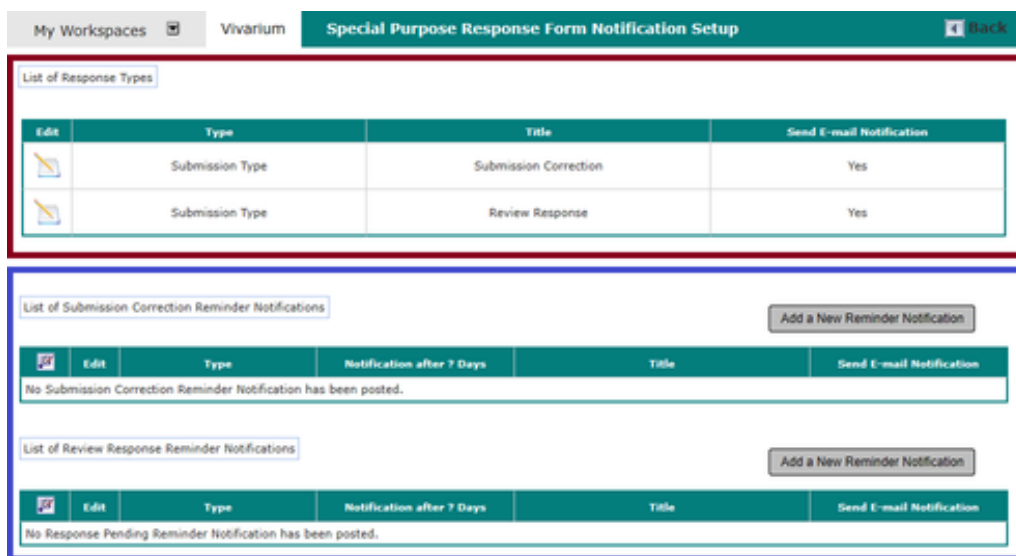 My Workspaces Vivarium Special Purpose Response Form Notification Setup Back
List of Response Types
Edit Type Title Send E-mail Notification
Submission Type Submission Correction Yes
Submission Type Review Response Yes
List of Submission Correction Reminder Notifications
Add a New Reminder Notification
Edit Type Notification after ? Days Title Send E-mail Notification
No Submission Correction Reminder Notification has been posted.
List of Review Response Reminder Notifications
Add a New Reminder Notification
Edit Type Notification after ? Days Title Send E-mail Notification
No Response Pending Reminder Notification has been posted.